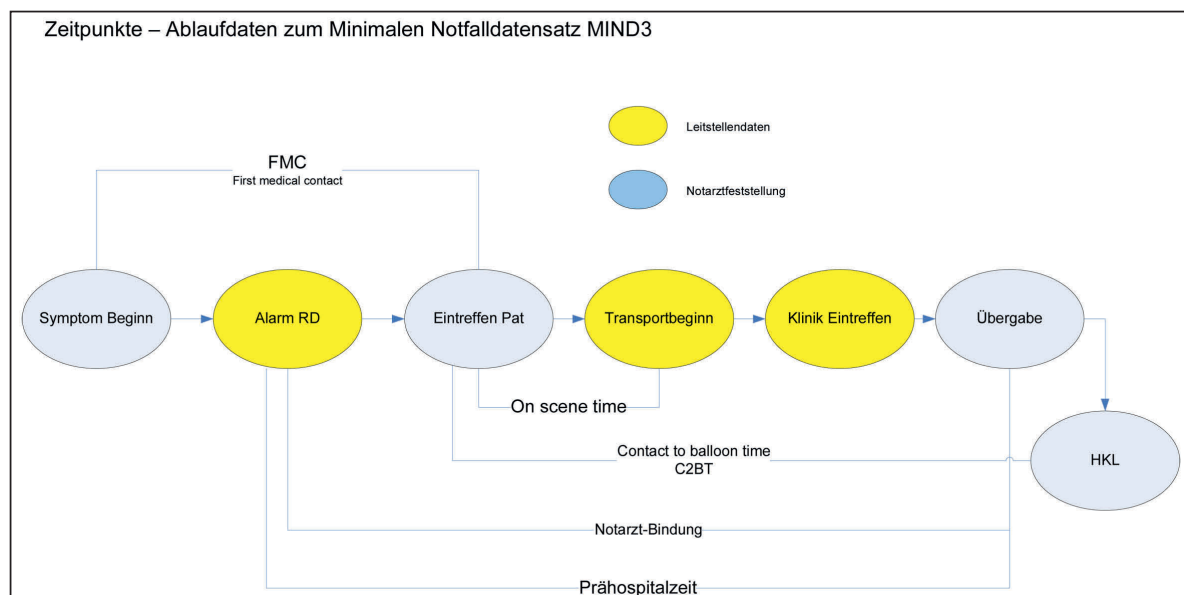 Zeitpunkte – Ablaufdaten zum Minimalen Notfalldatensatz MIND3
Leitstellendaten
FMC
First medical contact
Notarztfeststellung
Symptom Beginn
Alarm RD
Eintreffen Pat
Transportbeginn
Klinik Eintreffen
Übergabe
On scene time
Contact to balloon time
C2BT
HKL
Notarzt-Bindung
Prähospitalzeit